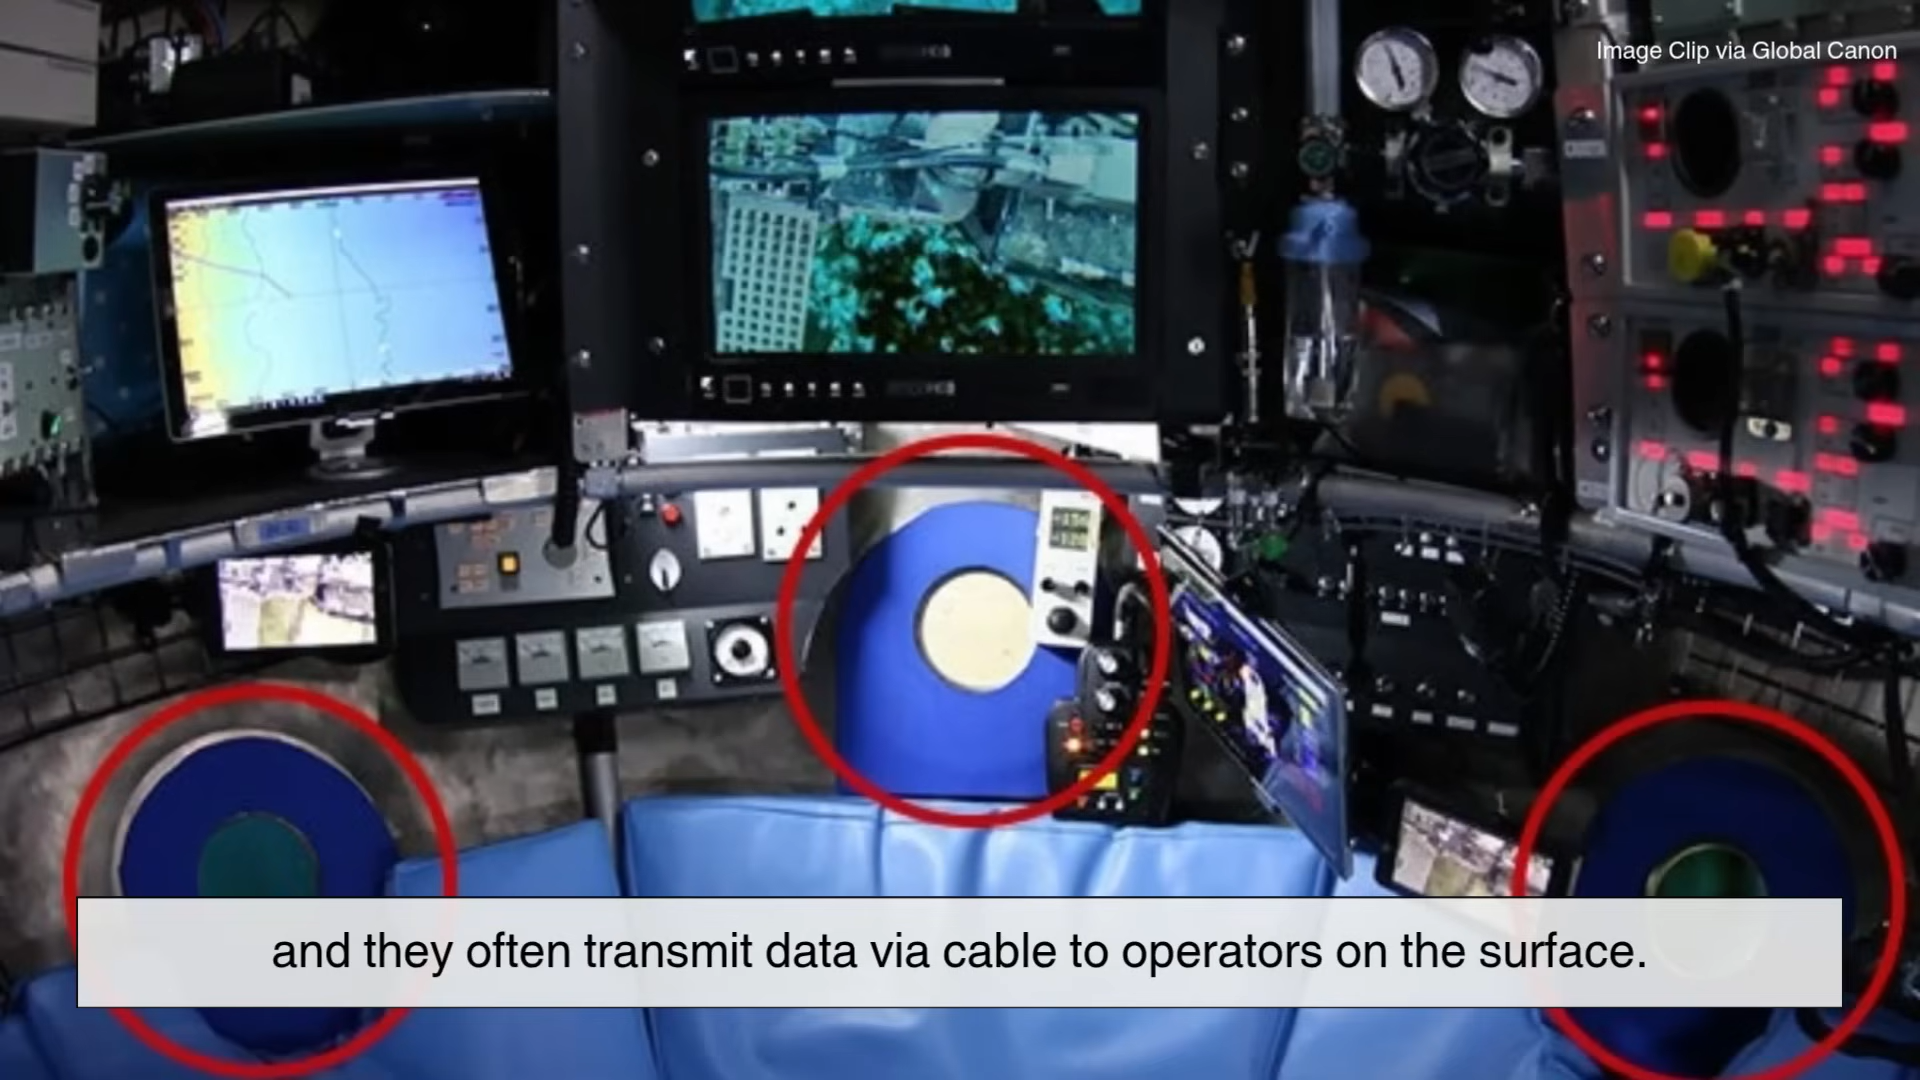 Image Clip via Global Canon
and they often transmit data via cable to operators on the surface.